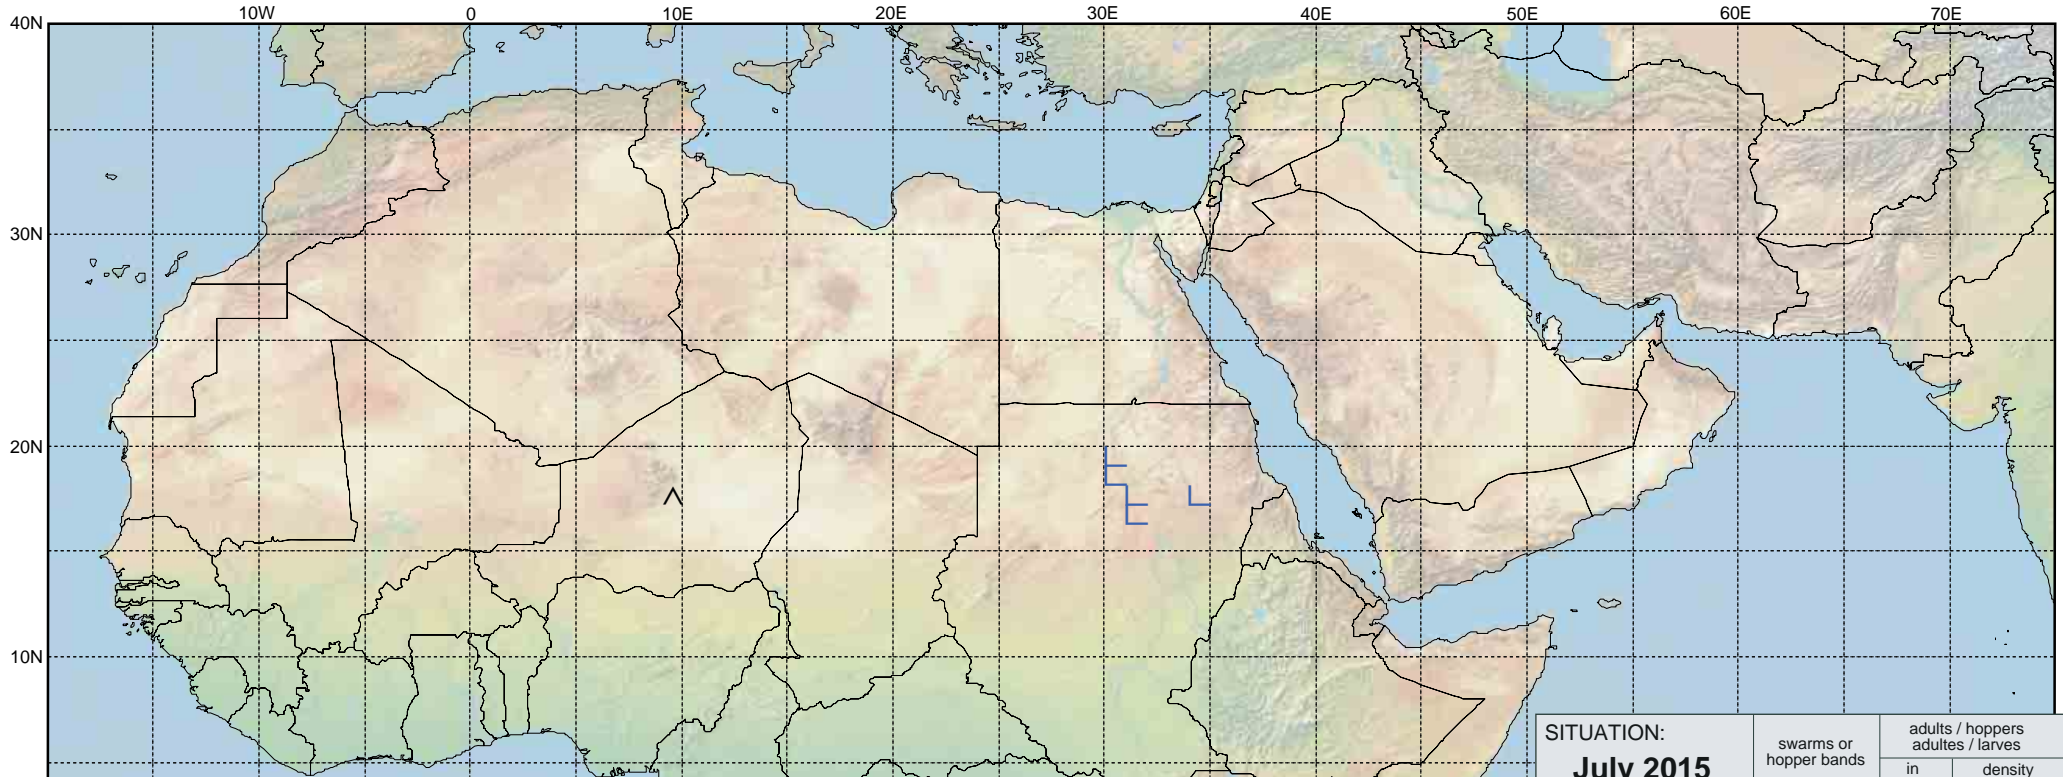 10W 0 10E 20E 30E 40E 50E 60E 70E
40N
30N
20N
10N
SITUATION:
July 2015
swarms or
hopper bands
adults / hoppers
adultes / larves
in
density